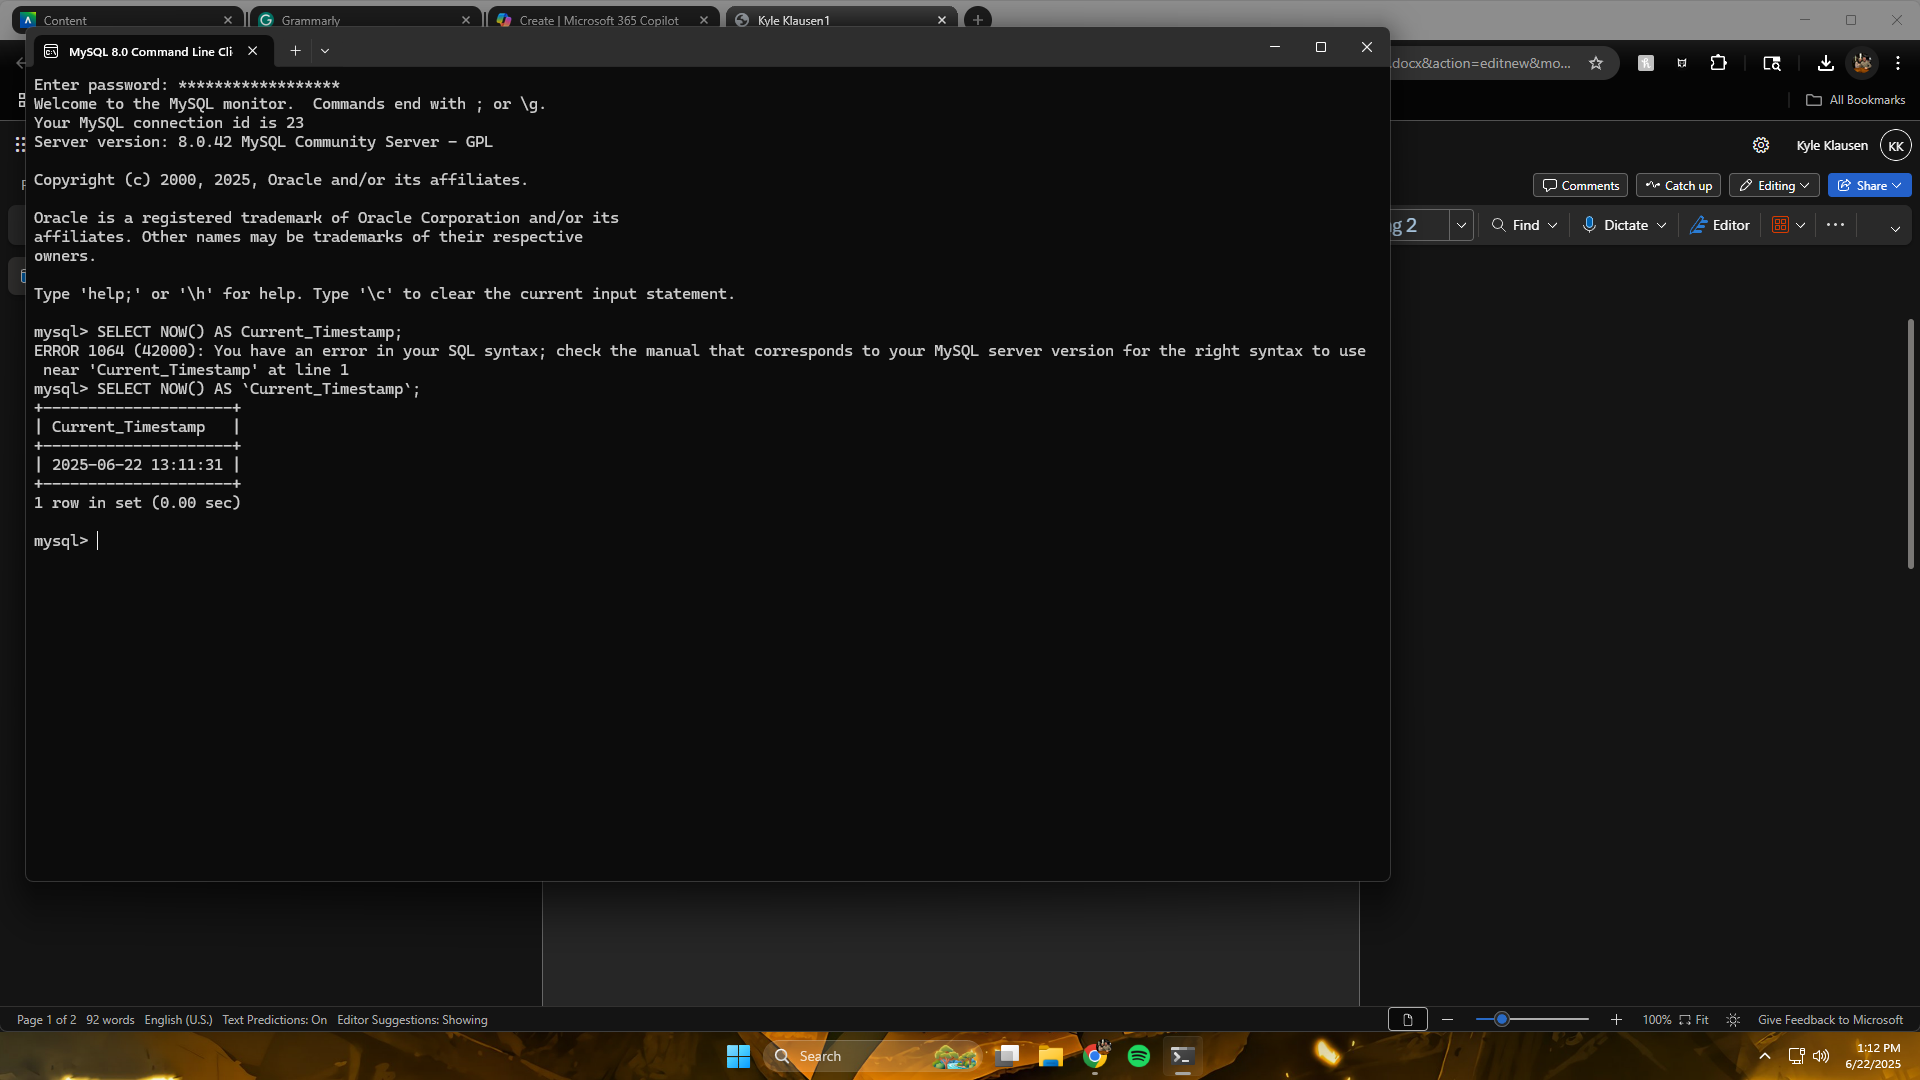 Content
Grammarly
Create | Microsoft 365 Copilot
Kyle Klausen1
MySQL 8.0 Command Line Cli
.docx&action=editnew&mo...
All Bookmarks
Enter password: ******************
Welcome to the MySQL monitor.  Commands end with ; or \g.
Your MySQL connection id is 23
Server version: 8.0.42 MySQL Community Server - GPL
Copyright (c) 2000, 2025, Oracle and/or its affiliates.
Oracle is a registered trademark of Oracle Corporation and/or its
affiliates. Other names may be trademarks of their respective
owners.
Type 'help;' or '\h' for help. Type '\c' to clear the current input statement.
mysql> SELECT NOW() AS Current_Timestamp;
ERROR 1064 (42000): You have an error in your SQL syntax; check the manual that corresponds to your MySQL server version for the right syntax to use
near 'Current_Timestamp' at line 1
mysql> SELECT NOW() AS `Current_Timestamp`;
+---------------------+
| Current_Timestamp   |
+---------------------+
| 2025-06-22 13:11:31 |
+---------------------+
1 row in set (0.00 sec)
mysql>
Kyle Klausen KK
Comments Catch up Editing Share
g 2 Find Dictate Editor
Page 1 of 2 92 words English (U.S.) Text Predictions: On Editor Suggestions: Showing
100% Fit Give Feedback to Microsoft
Search
1:12 PM
6/22/2025